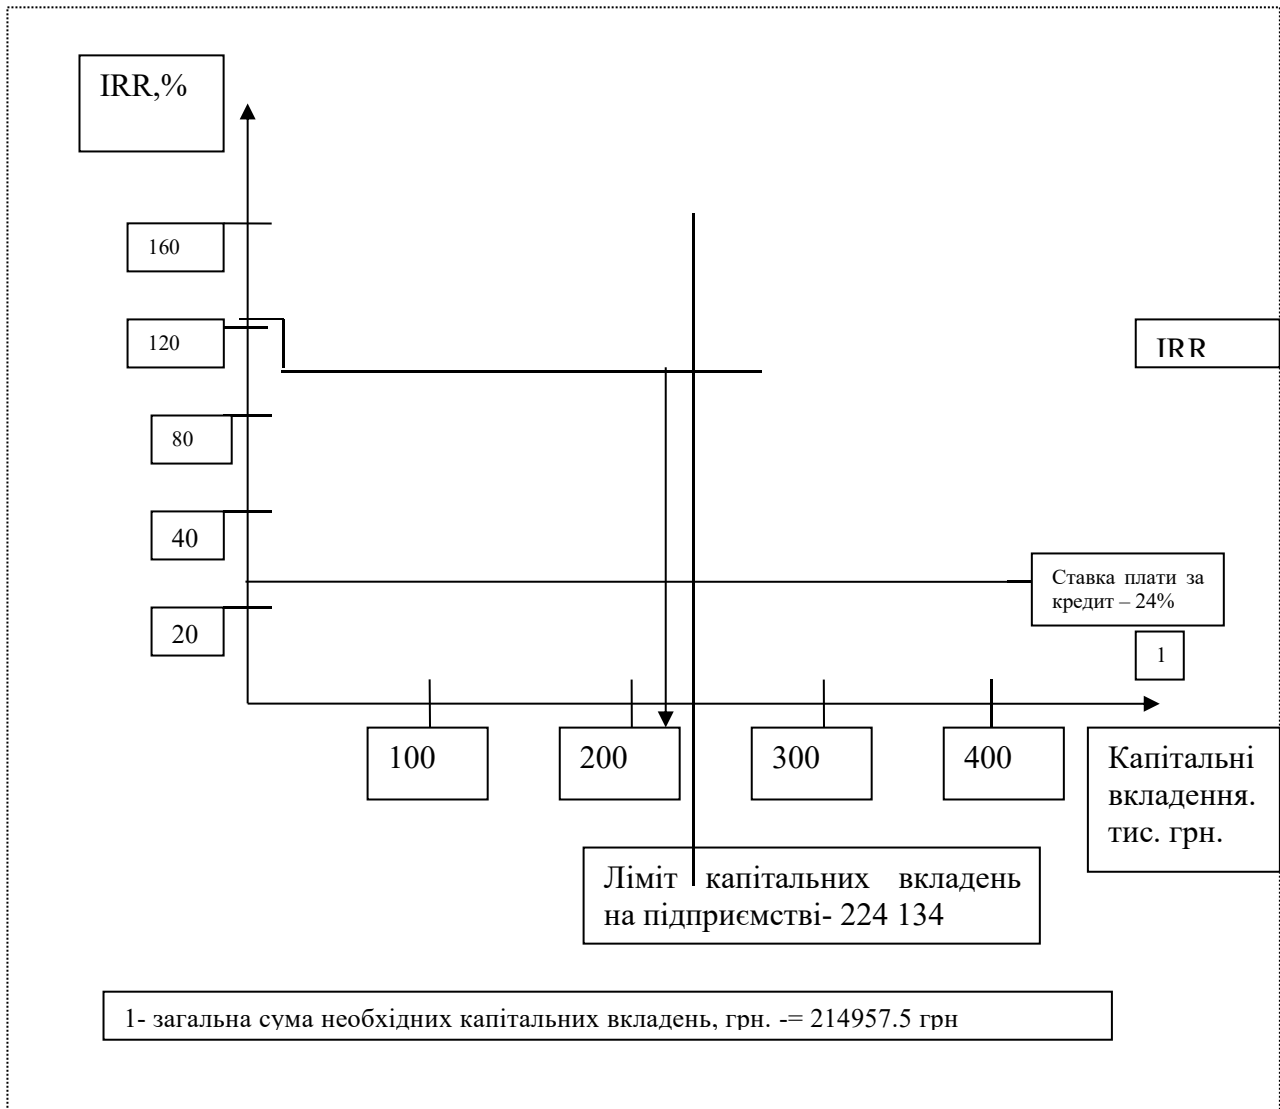 IRR,%
160
120
IRR
80
40
Ставка плати за
кредит – 24%
20
1
100
200
300
400
Капітальні
вкладення.
тис. грн.
Ліміт капітальних вкладень
на підприємстві- 224 134
1- загальна сума необхідних капітальних вкладень, грн. -= 214957.5 грн